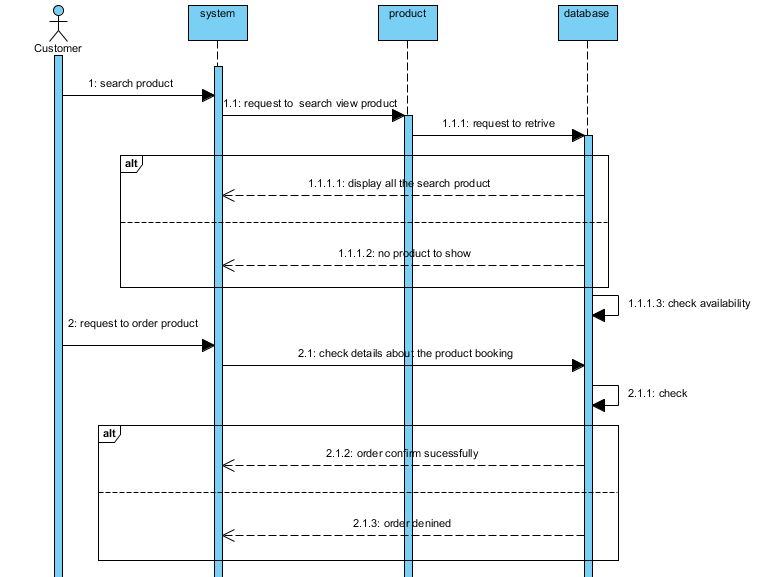 system
product
database
Customer
1: search product
1.1: request to search view product
1.1.1: request to retrive
alt
1.1.1.1: display all the search product
1.1.1.2: no product to show
1.1.1.3: check availability
2: request to order product
2.1: check details about the product booking
2.1.1: check
alt
2.1.2: order confirm sucessfully
2.1.3: order denined